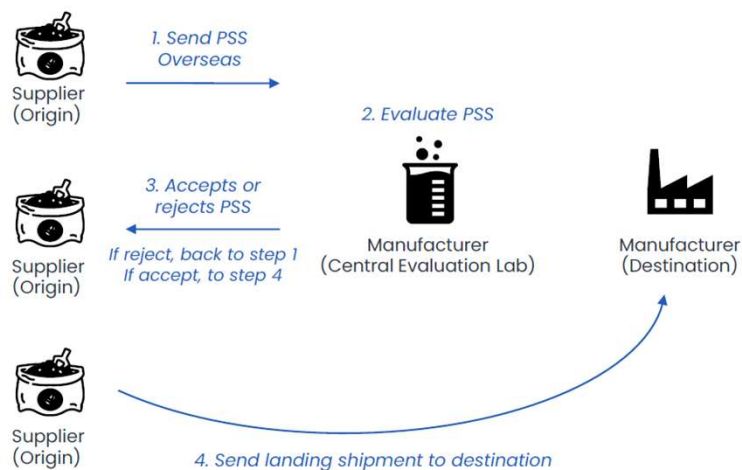 1. Send PSS
Overseas
Supplier
(Origin)
2. Evaluate PSS
3. Accepts or
rejects PSS
If reject, back to step 1
If accept, to step 4
Supplier
(Origin)
Manufacturer
(Central Evaluation Lab)
Manufacturer
(Destination)
Supplier
(Origin)
4. Send landing shipment to destination